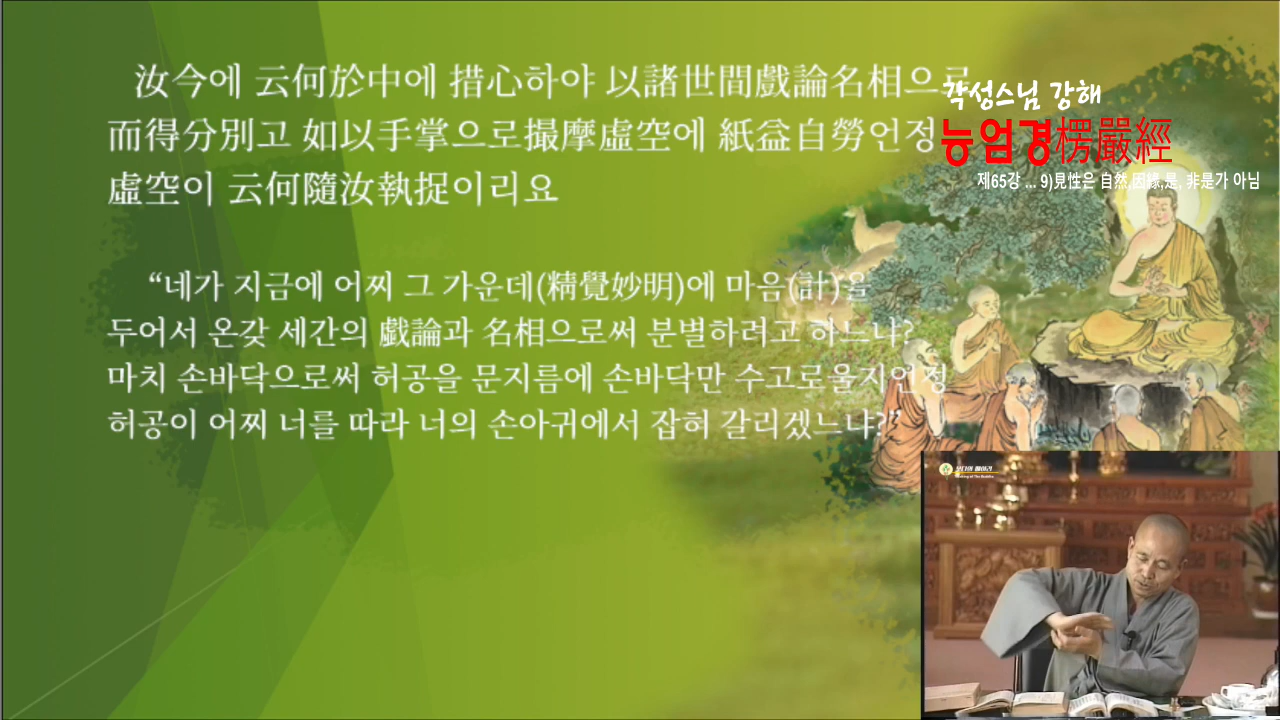 汝今에 云何於中에 措心하야 以諸世間戲論名相으로
而得分別고 如以手掌으로撮摩虛空에 紙益自勞언정
虛空이 云何隨汝執捉이리요
각성스님 강해
능엄경楞嚴經
제65강 ... 9)見性은 自然,因緣,是, 非是가 아님
“네가 지금에 어찌 그 가운데(精覺妙明)에 마음(計)을
두어서 온갖 세간의 戱論과 名相으로써 분별하려고 하느냐?
마치 손바닥으로써 허공을 문지름에 손바닥만 수고로울지언정
허공이 어찌 너를 따라 너의 손아귀에서 잡혀 갈리겠느냐?”
붓다의 메아리